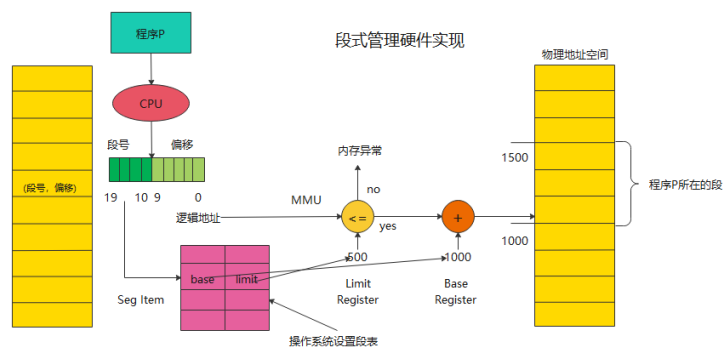 段式管理硬件实现
程序P
物理地址空间
CPU
段号 偏移
内存异常
1500
no
(段号，偏移)
程序P所在的段
19 10 9 0
MMU
逻辑地址
<=
yes
+
1000
500
1000
base limit
Seg Item
Limit
Register
Base
Register
操作系统设置段表